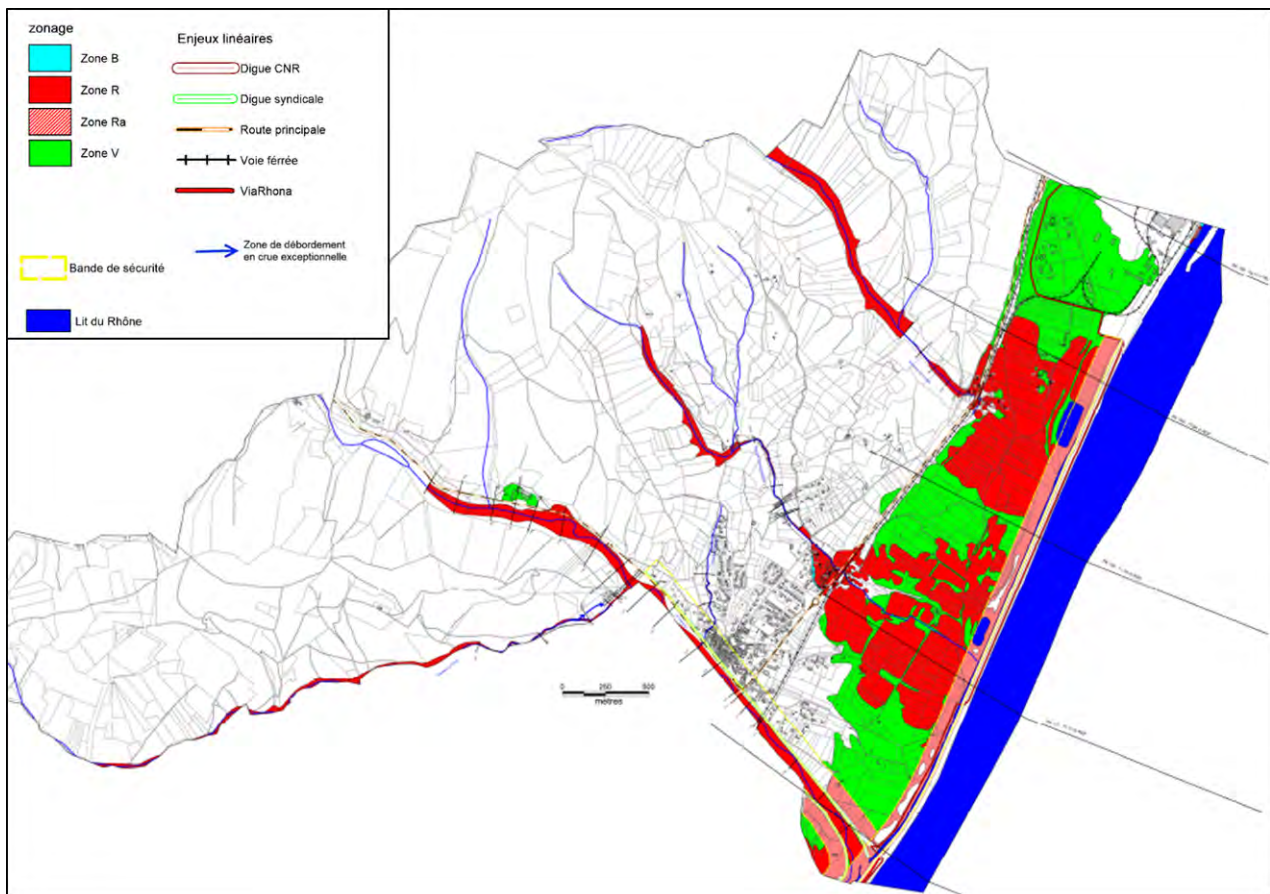 zonage
Zone B
Zone R
Zone Ra
Zone V
Enjeux linéaires
Digue CNR
Digue syndicale
Route principale
Voie férrée
ViaRhona
Zone de débordement
en crue exceptionnelle
Bande de sécurité
Lit du Rhône
0 250 500
mètres